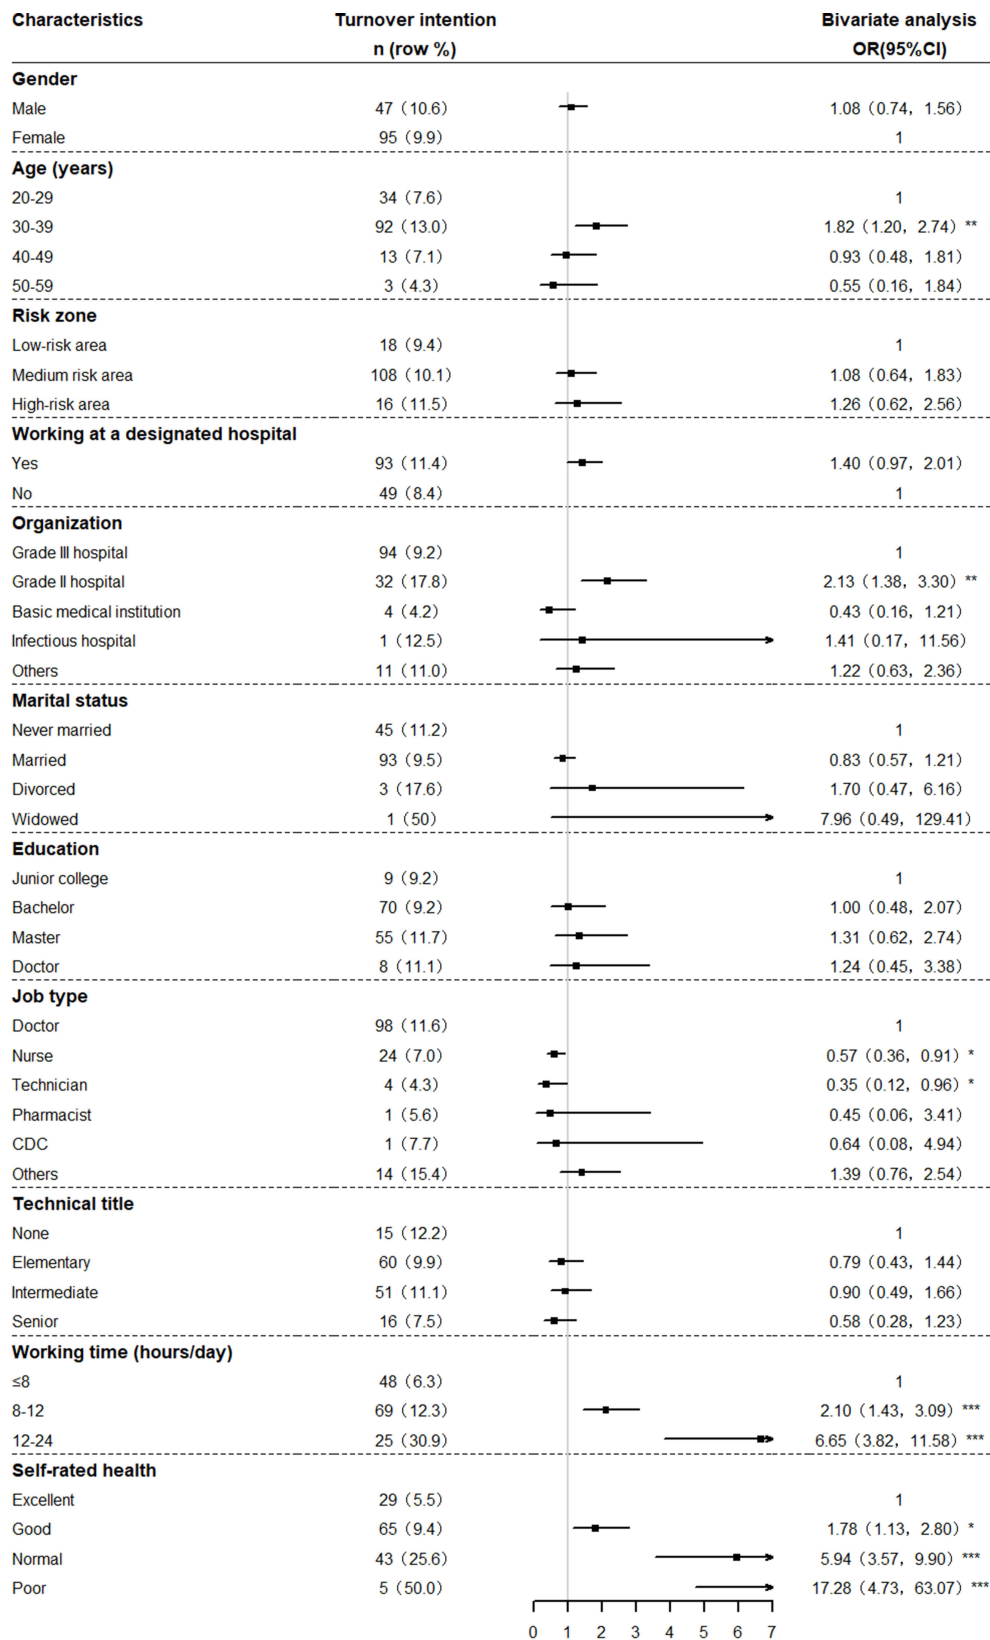 Characteristics Turnover intention Bivariate analysis
n (row %) OR(95%CI)
Gender
Male 47 (10.6) 1.08 (0.74, 1.56)
Female 95 (9.9) 1
Age (years)
20-29 34 (7.6) 1
30-39 92 (13.0) 1.82 (1.20, 2.74) **
40-49 13 (7.1) 0.93 (0.48, 1.81)
50-59 3 (4.3) 0.55 (0.16, 1.84)
Risk zone
Low-risk area 18 (9.4) 1
Medium risk area 108 (10.1) 1.08 (0.64, 1.83)
High-risk area 16 (11.5) 1.26 (0.62, 2.56)
Working at a designated hospital
Yes 93 (11.4) 1.40 (0.97, 2.01)
No 49 (8.4) 1
Organization
Grade III hospital 94 (9.2) 1
Grade II hospital 32 (17.8) 2.13 (1.38, 3.30) **
Basic medical institution 4 (4.2) 0.43 (0.16, 1.21)
Infectious hospital 1 (12.5) 1.41 (0.17, 11.56)
Others 11 (11.0) 1.22 (0.63, 2.36)
Marital status
Never married 45 (11.2) 1
Married 93 (9.5) 0.83 (0.57, 1.21)
Divorced 3 (17.6) 1.70 (0.47, 6.16)
Widowed 1 (50) 7.96 (0.49, 129.41)
Education
Junior college 9 (9.2) 1
Bachelor 70 (9.2) 1.00 (0.48, 2.07)
Master 55 (11.7) 1.31 (0.62, 2.74)
Doctor 8 (11.1) 1.24 (0.45, 3.38)
Job type
Doctor 98 (11.6) 1
Nurse 24 (7.0) 0.57 (0.36, 0.91) *
Technician 4 (4.3) 0.35 (0.12, 0.96) *
Pharmacist 1 (5.6) 0.45 (0.06, 3.41)
CDC 1 (7.7) 0.64 (0.08, 4.94)
Others 14 (15.4) 1.39 (0.76, 2.54)
Technical title
None 15 (12.2) 1
Elementary 60 (9.9) 0.79 (0.43, 1.44)
Intermediate 51 (11.1) 0.90 (0.49, 1.66)
Senior 16 (7.5) 0.58 (0.28, 1.23)
Working time (hours/day)
≤8 48 (6.3) 1
8-12 69 (12.3) 2.10 (1.43, 3.09) ***
12-24 25 (30.9) 6.65 (3.82, 11.58) ***
Self-rated health
Excellent 29 (5.5) 1
Good 65 (9.4) 1.78 (1.13, 2.80) *
Normal 43 (25.6) 5.94 (3.57, 9.90) ***
Poor 5 (50.0) 17.28 (4.73, 63.07) ***
0 1 2 3 4 5 6 7